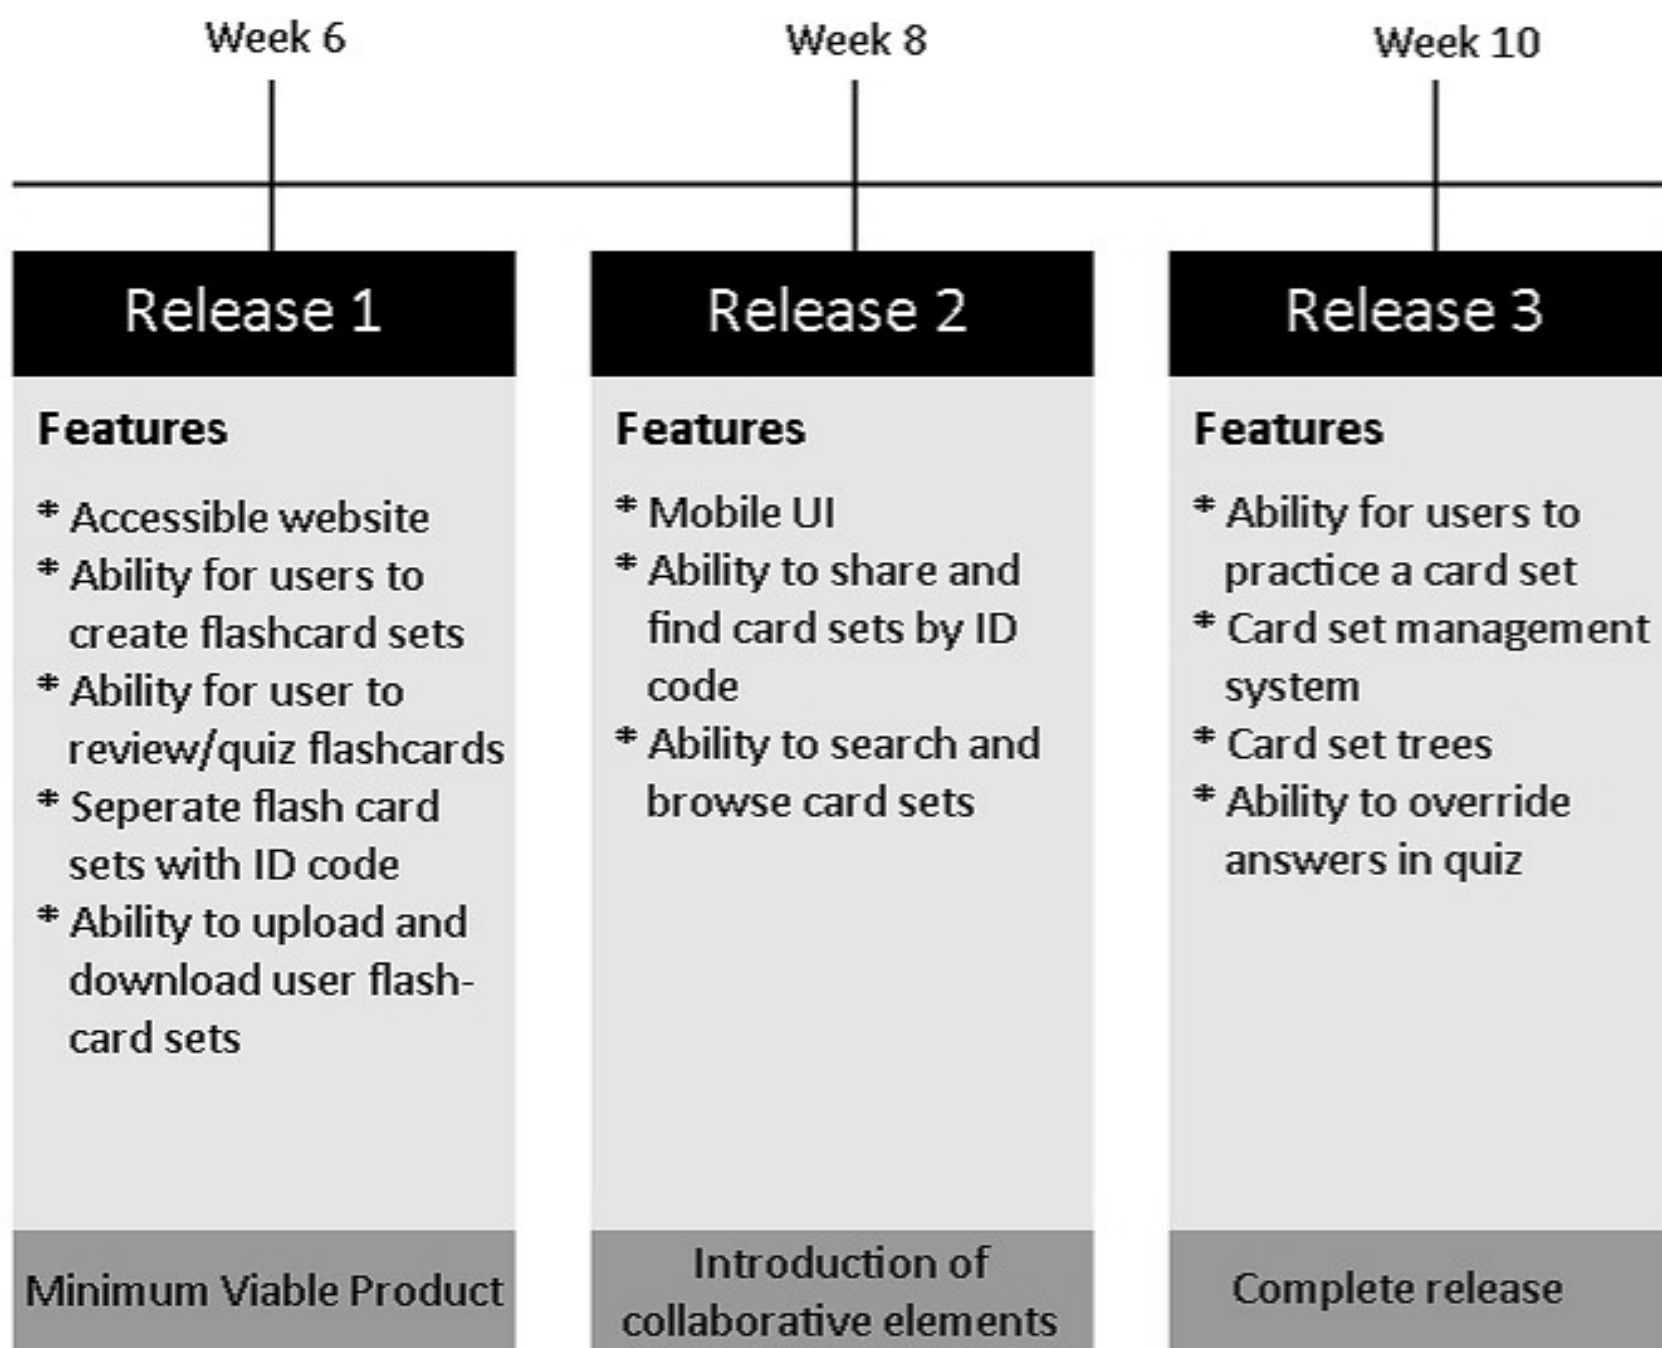 Week 6
Week 8
Week 10
Release 1
Features
* Accessible website
* Ability for users to
create flashcard sets
* Ability for user to
review/quiz flashcards
* Seperate flash card
sets with ID code
* Ability to upload and
download user flash-
card sets
Minimum Viable Product
Release 2
Features
* Mobile UI
* Ability to share and
find card sets by ID
code
* Ability to search and
browse card sets
Introduction of
collaborative elements
Release 3
Features
* Ability for users to
practice a card set
* Card set management
system
* Card set trees
* Ability to override
answers in quiz
Complete release